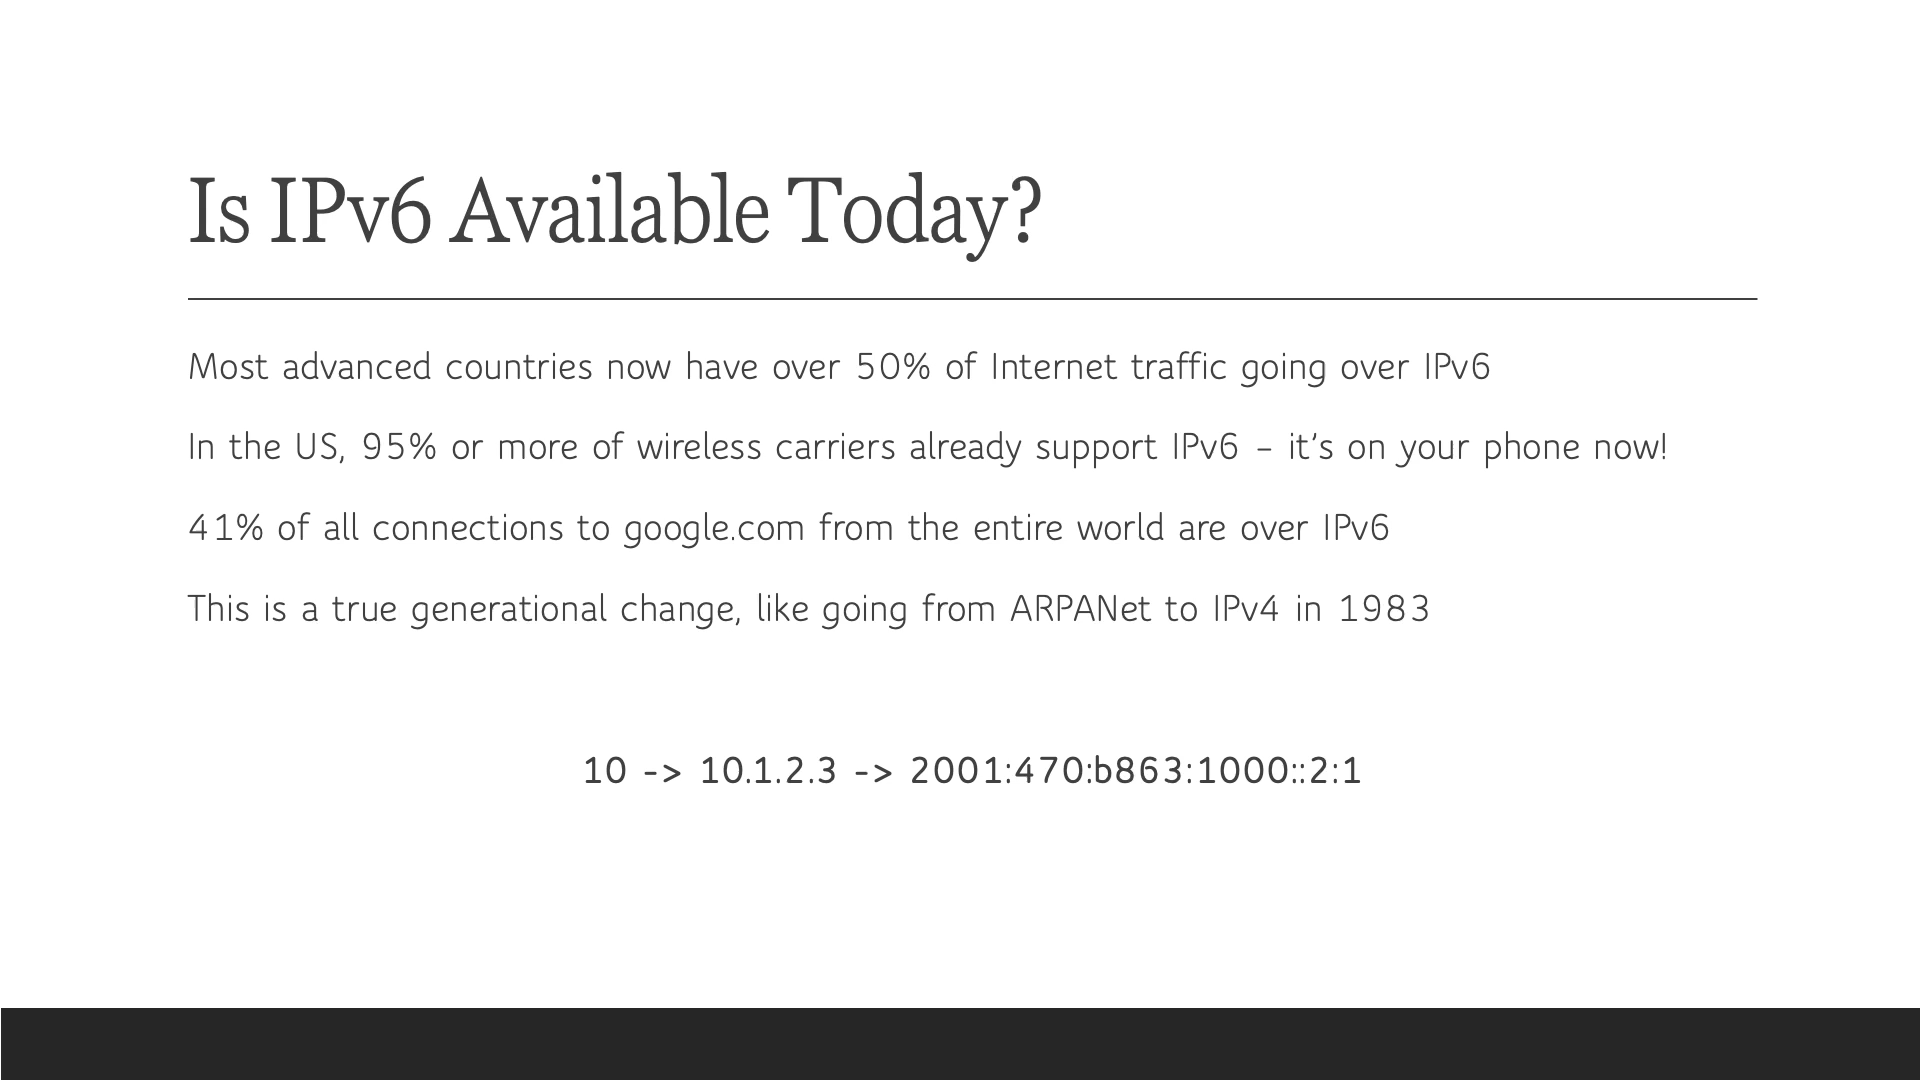 Is IPv6 Available Today?
Most advanced countries now have over 50% of Internet traffic going over IPv6
In the US, 95% or more of wireless carriers already support IPv6 – it’s on your phone now!
41% of all connections to google.com from the entire world are over IPv6
This is a true generational change, like going from ARPANet to IPv4 in 1983
10 -> 10.1.2.3 -> 2001:470:b863:1000::2:1